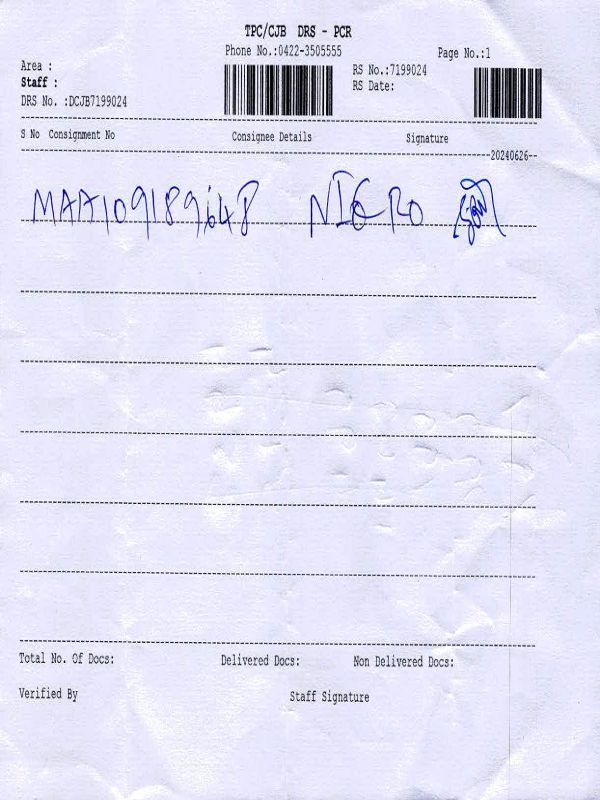 TPC/CJB DRS - PCR
Phone No.:0422-3505555
Page No.:1
Area :
RS No.:7199024
Staff :
RS Date:
DRS No. :DCJB7199024
S No Consignment No Consignee Details Signature
20240626
MAA109189648
Total No. Of Docs: Delivered Docs: Non Delivered Docs:
Verified By Staff Signature